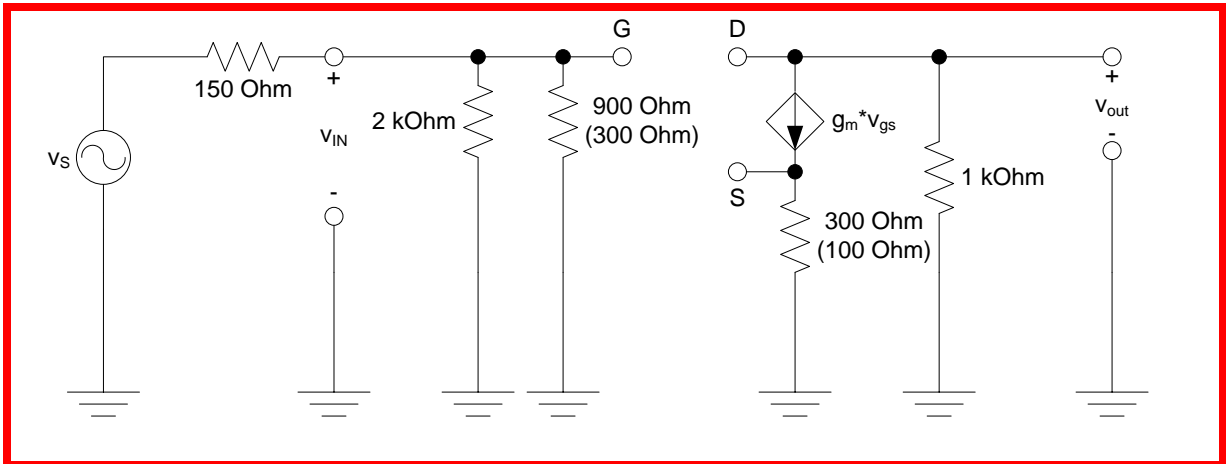 G
D
150 Ohm
+
+
2 kOhm
900 Ohm
(300 Ohm)
gm*vgs
vout
-
vIN
vS
1 kOhm
S
-
300 Ohm
(100 Ohm)